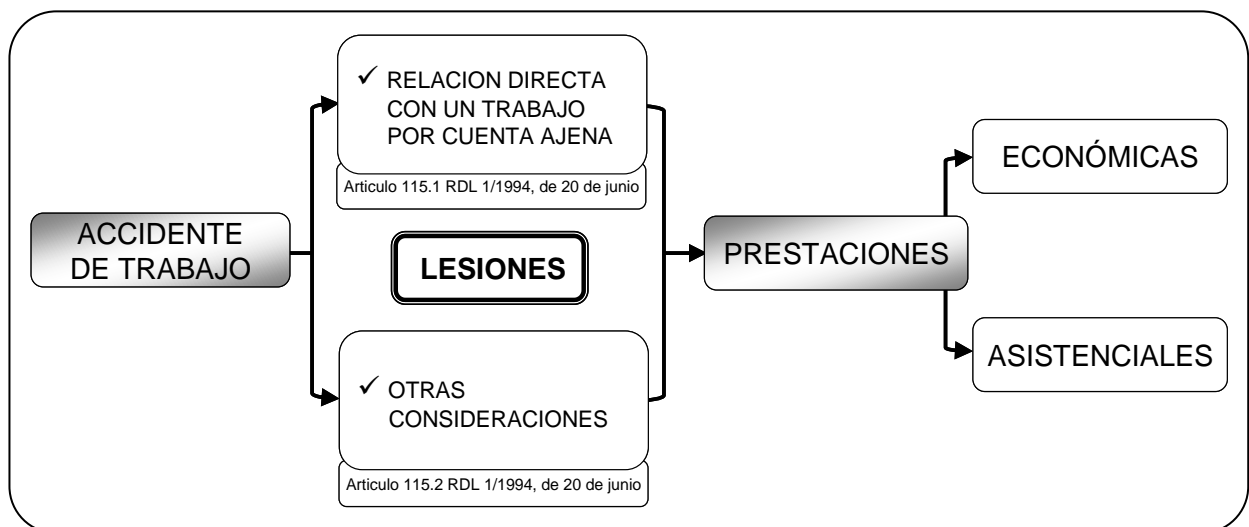 ACCIDENTE
DE TRABAJO
✓ RELACION DIRECTA
CON UN TRABAJO
POR CUENTA AJENA
Articulo 115.1 RDL 1/1994, de 20 de junio
LESIONES
✓ OTRAS
CONSIDERACIONES
Articulo 115.2 RDL 1/1994, de 20 de junio
PRESTACIONES
ECONÓMICAS
ASISTENCIALES